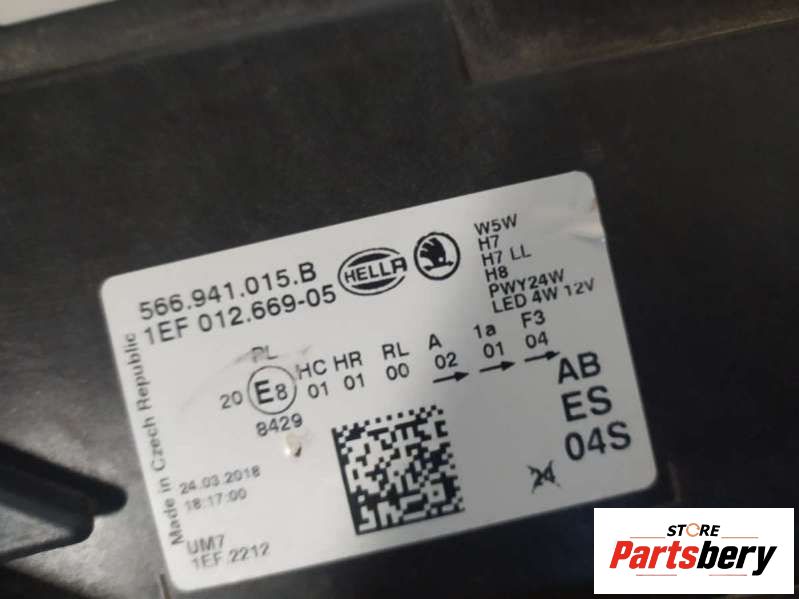 566.941.015.B
1EF 012.669-05
HELLA
W5W
H7
H7 LL
H8
PWY24W
LED 4W 12V
PL
20 E8 HC HR RL A 1a F3
01 01 00 02 01 04
8429
AB
ES
04S
24
24.03.2018
18:17:00
UM7
1EF 2212
Made in Czech Republic
STORE
Partsbery